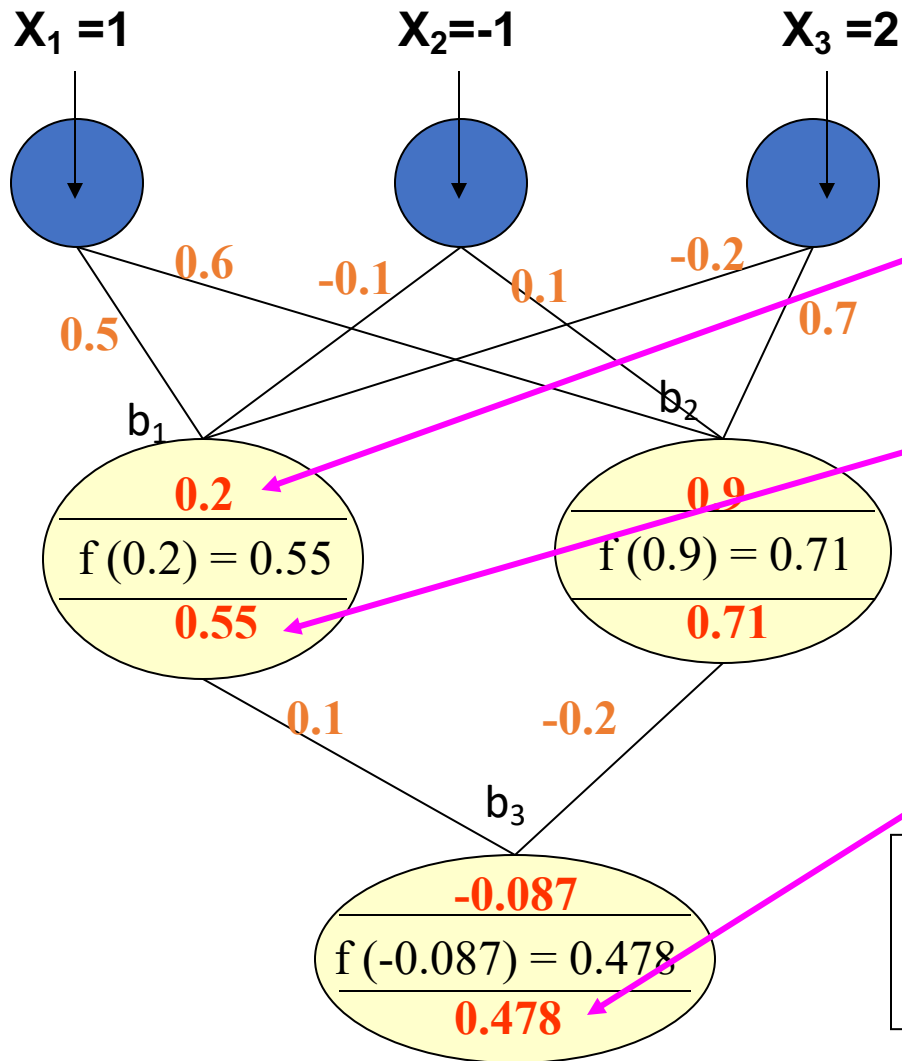 X₁ =1 X₂=-1 X₃ =2
0.6 -0.1 0.1 -0.2
0.5 0.7
b₁ b₂
0.2 0.9
f (0.2) = 0.55 f (0.9) = 0.71
0.55 0.71
0.1 -0.2
b₃
-0.087
f (-0.087) = 0.478
0.478